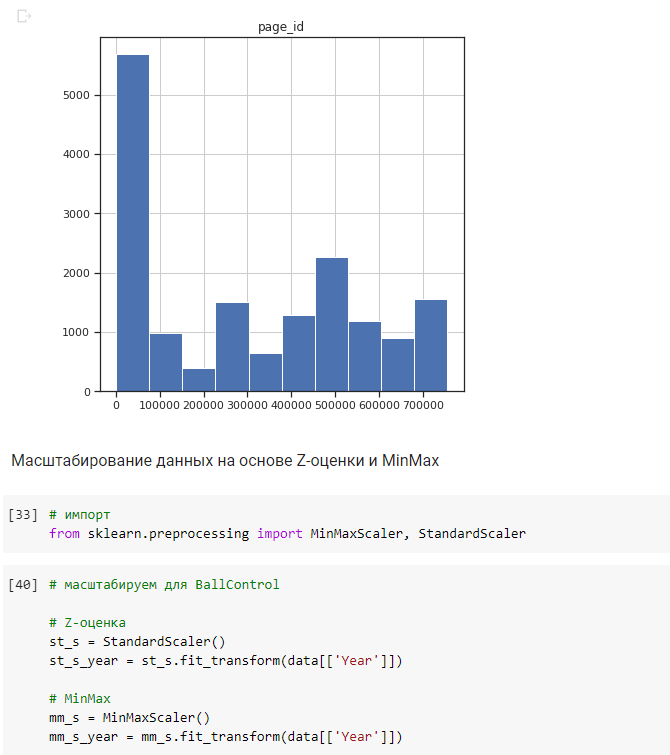 page_id
5000
4000
3000
2000
1000
0
0 100000 200000 300000 400000 500000 600000 700000
Масштабирование данных на основе Z-оценки и MinMax
[33] # импорт
from sklearn.preprocessing import MinMaxScaler, StandardScaler
[40] # масштабируем для BallControl
# Z-оценка
st_s = StandardScaler()
st_s_year = st_s.fit_transform(data[['Year']])
# MinMax
mm_s = MinMaxScaler()
mm_s_year = mm_s.fit_transform(data[['Year']])